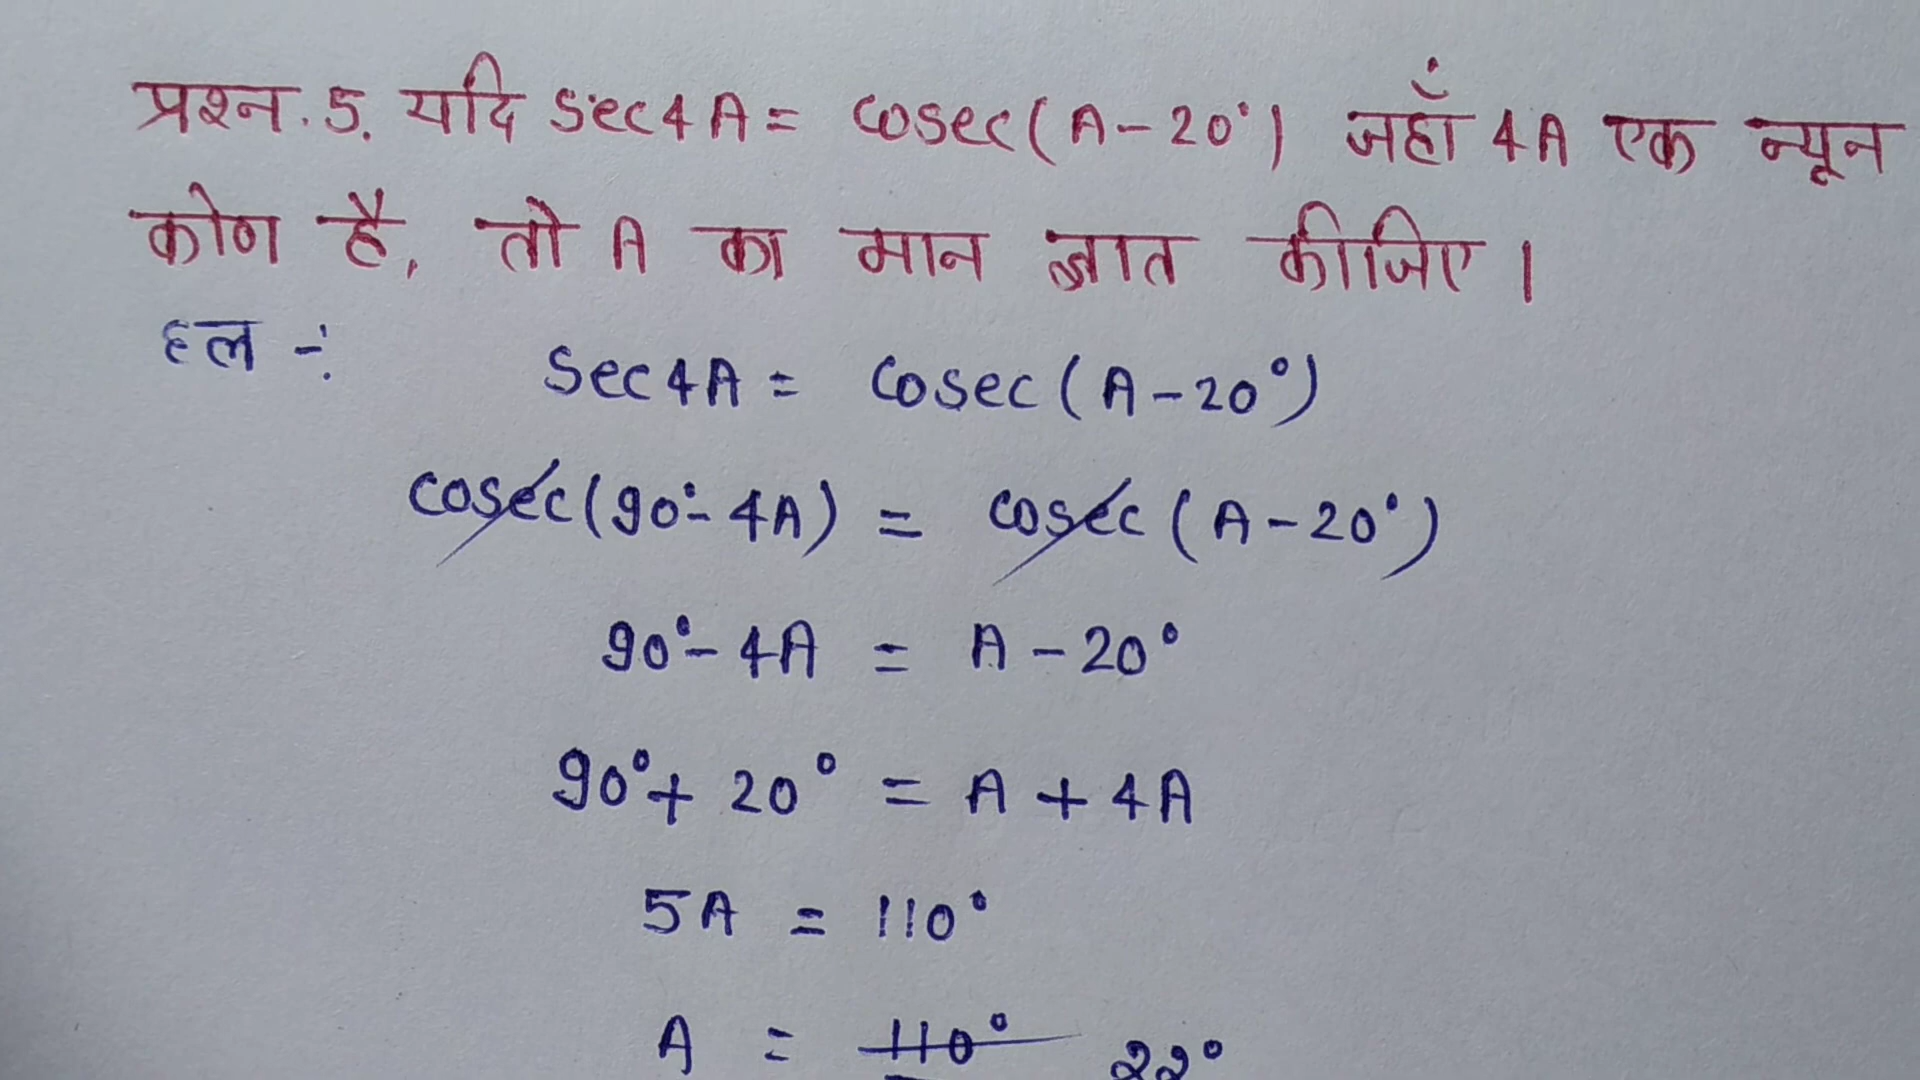 प्रश्न.5. यदि sec4A = cosec(A-20°) जहाँ 4A एक न्यून
कोण है, तो A का मान ज्ञात कीजिए।
हल -: sec4A = cosec(A-20°)
cosec(90°-4A) = cosec(A-20°)
90°-4A = A-20°
90°+20° = A+4A
5A = 110°
A = 110° 22°